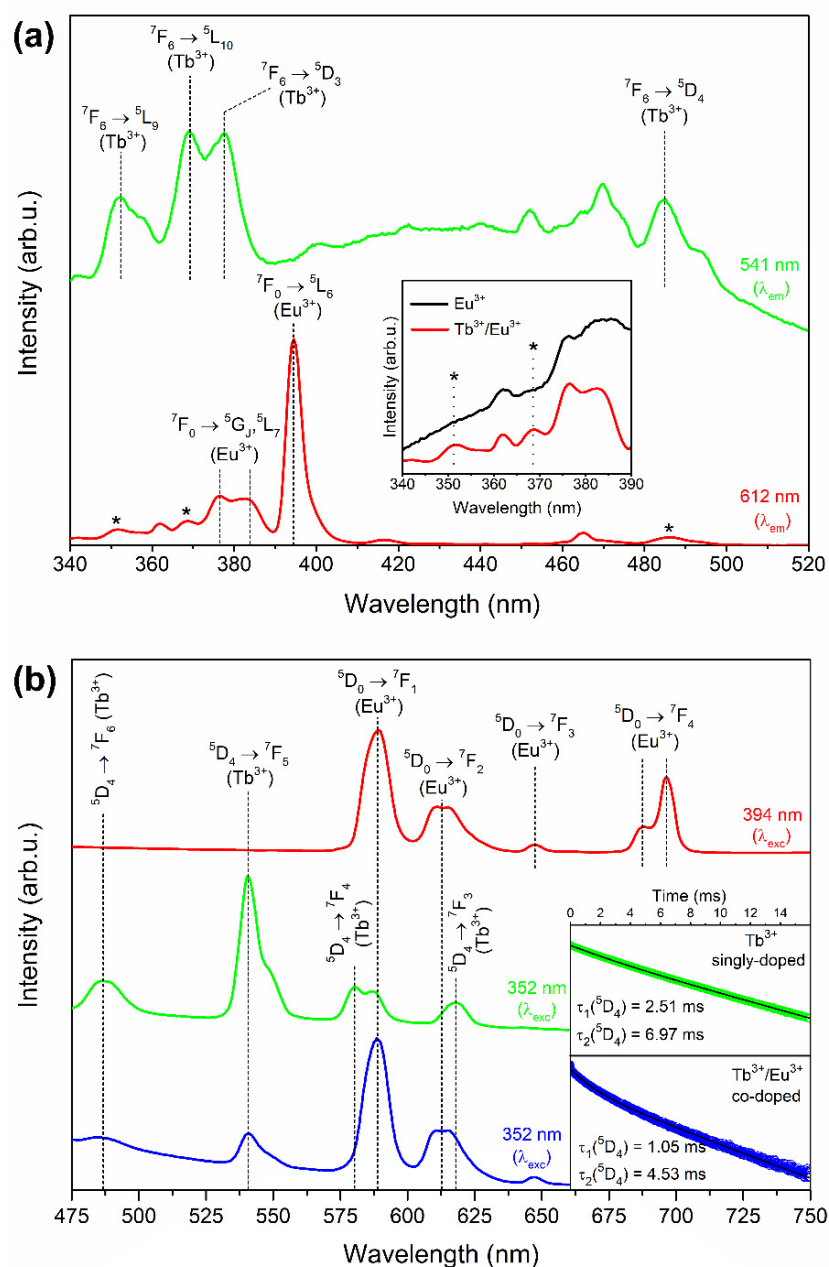 (a)
⁷F₆ → ⁵L₁₀
(Tb³⁺)
⁷F₆ → ⁵D₃
(Tb³⁺)
⁷F₆ → ⁵D₄
(Tb³⁺)
⁷F₆ → ⁵L₉
(Tb³⁺)
541 nm
(λem)
⁷F₀ → ⁵L₆
(Eu³⁺)
⁷F₀ → ⁵G_J, ⁵L₇
(Eu³⁺)
* * *
612 nm
(λem)
Eu³⁺
Tb³⁺/Eu³⁺
* *
Intensity (arb.u.)
340 350 360 370 380 390
Wavelength (nm)
Intensity (arb.u.)
340 360 380 400 420 440 460 480 500 520
Wavelength (nm)
(b)
⁵D₄ → ⁷F₆ (Tb³⁺)
⁵D₄ → ⁷F₅
(Tb³⁺)
⁵D₀ → ⁷F₁
(Eu³⁺)
⁵D₀ → ⁷F₂
(Eu³⁺)
⁵D₀ → ⁷F₃
(Eu³⁺)
⁵D₀ → ⁷F₄
(Eu³⁺)
394 nm
(λexc)
⁵D₄ → ⁷F₄
(Tb³⁺)
⁵D₄ → ⁷F₃
(Tb³⁺)
352 nm
(λexc)
352 nm
(λexc)
Time (ms)
0 2 4 6 8 10 12 14
Tb³⁺
singly-doped
τ₁(⁵D₄) = 2.51 ms
τ₂(⁵D₄) = 6.97 ms
Tb³⁺/Eu³⁺
co-doped
τ₁(⁵D₄) = 1.05 ms
τ₂(⁵D₄) = 4.53 ms
Intensity (arb.u.)
475 500 525 550 575 600 625 650 675 700 725 750
Wavelength (nm)